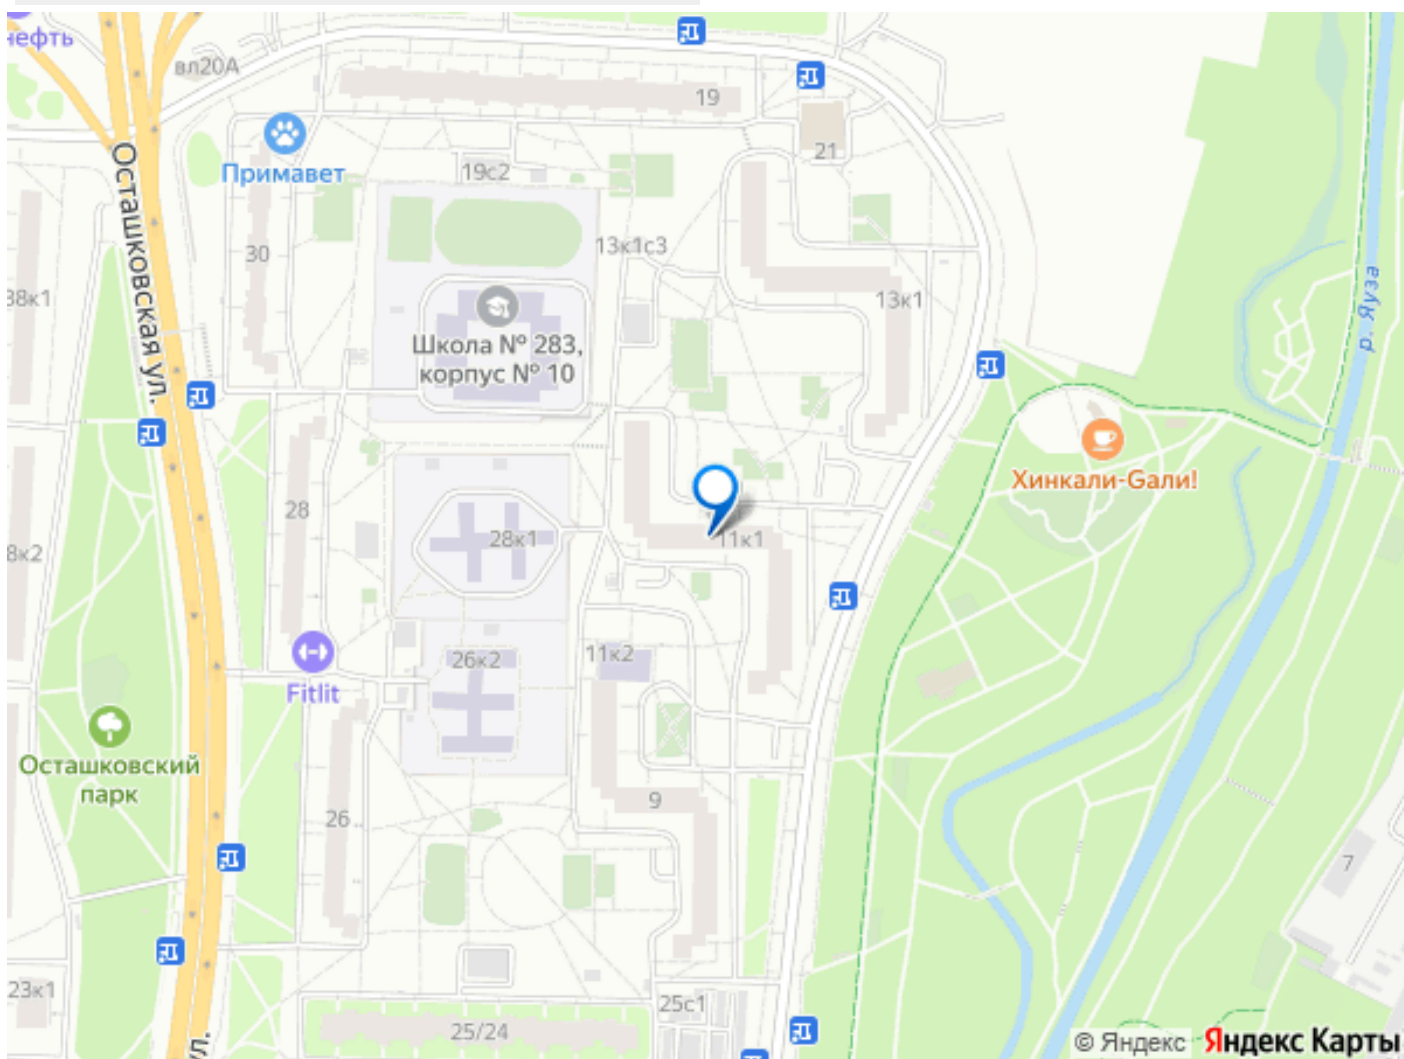 нефть
вл20А
19
21
Примавет
19с2
Осташковская ул.
30
13к1с3
38к1
13к1
р. Яуза
Школа № 283,
корпус № 10
Хинкали-Gали!
28
28к1
11к1
8к2
26к2
11к2
Fitlit
Осташковский
парк
9
26
7
23к1
25с1
25/24
ул.
© Яндекс Яндекс Карты